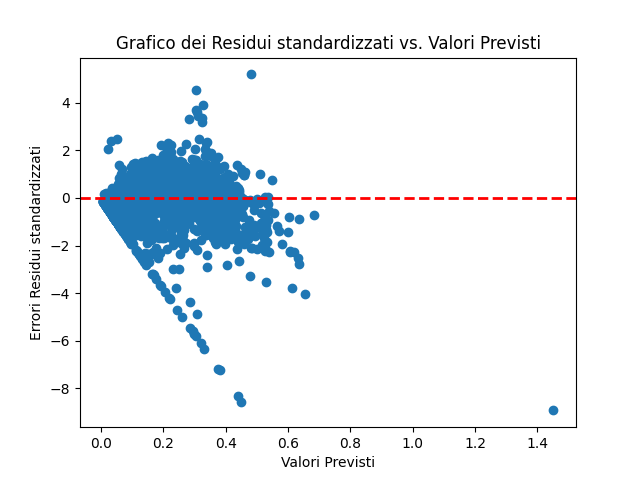 Grafico dei Residui standardizzati vs. Valori Previsti
Errori Residui standardizzati
4
2
0
−2
−4
−6
−8
0.0 0.2 0.4 0.6 0.8 1.0 1.2 1.4
Valori Previsti